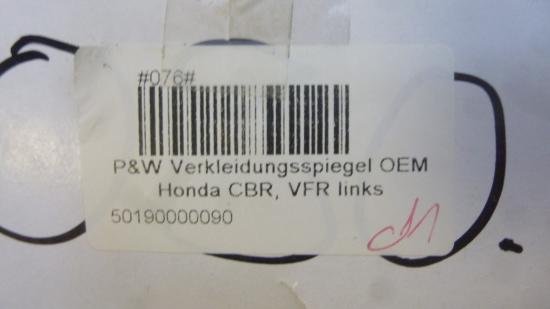 #076#
P&W Verkleidungsspiegel OEM
Honda CBR, VFR links
50190000090